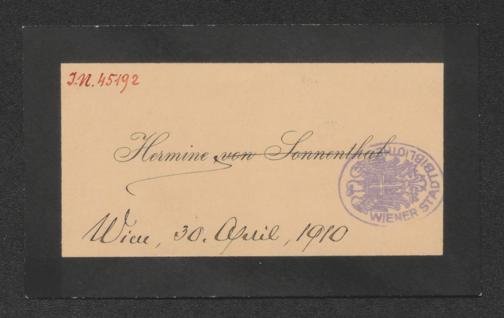 I.N. 45192
Hermine von Sonnenthal
Wien, 30. April, 1910
WIENER STADTBIBLIOTHEK